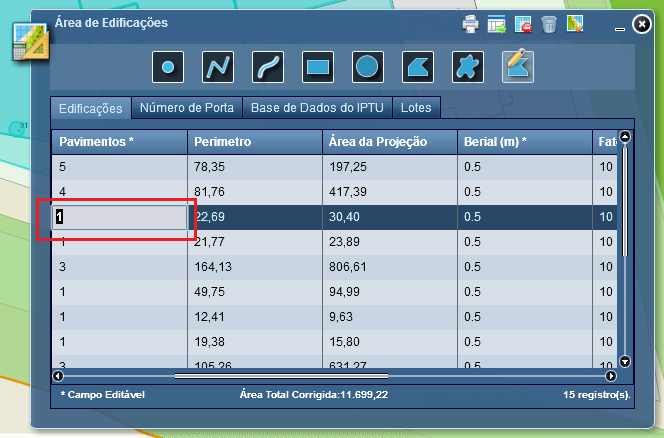 Área de Edificações
Edificações Número de Porta Base de Dados do IPTU Lotes
Pavimentos * Perimetro Área da Projeção Berial (m) * Fat
5 78,35 197,25 0.5 10
4 81,76 417,39 0.5 10
1 22,69 30,40 0.5 10
1 21,77 23,89 0.5 10
3 164,13 806,61 0.5 10
1 49,75 94,99 0.5 10
1 12,41 9,63 0.5 10
1 19,38 15,80 0.5 10
3 105,26 631,27 0.5 10
* Campo Editável Área Total Corrigida:11.699,22 15 registro(s).